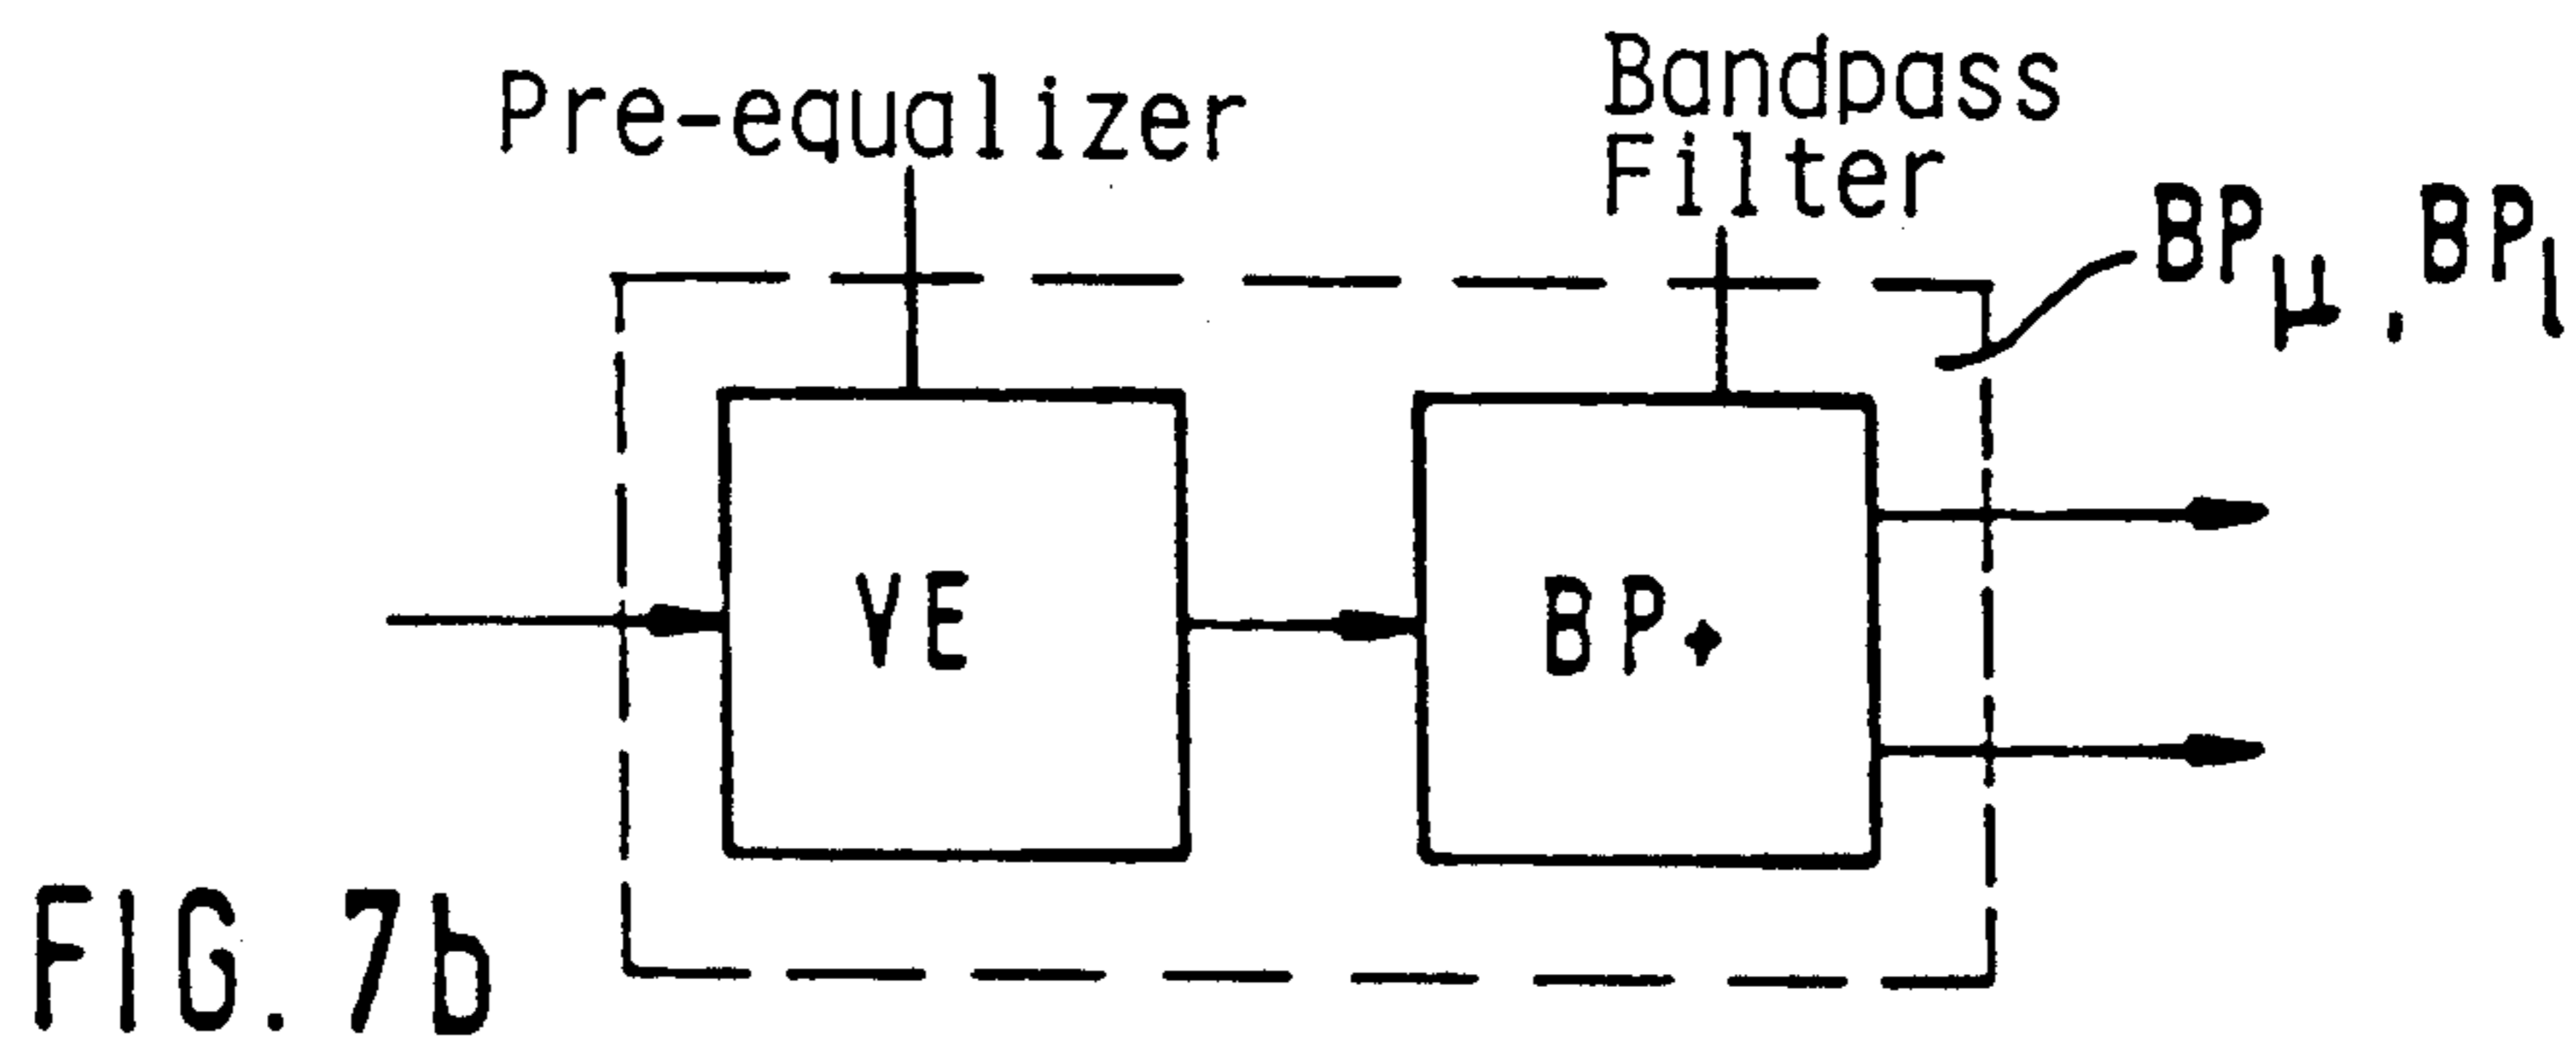 Pre-equalizer
Bandpass
Filter
BPμ, BPl
VE
BP+
FIG. 7b